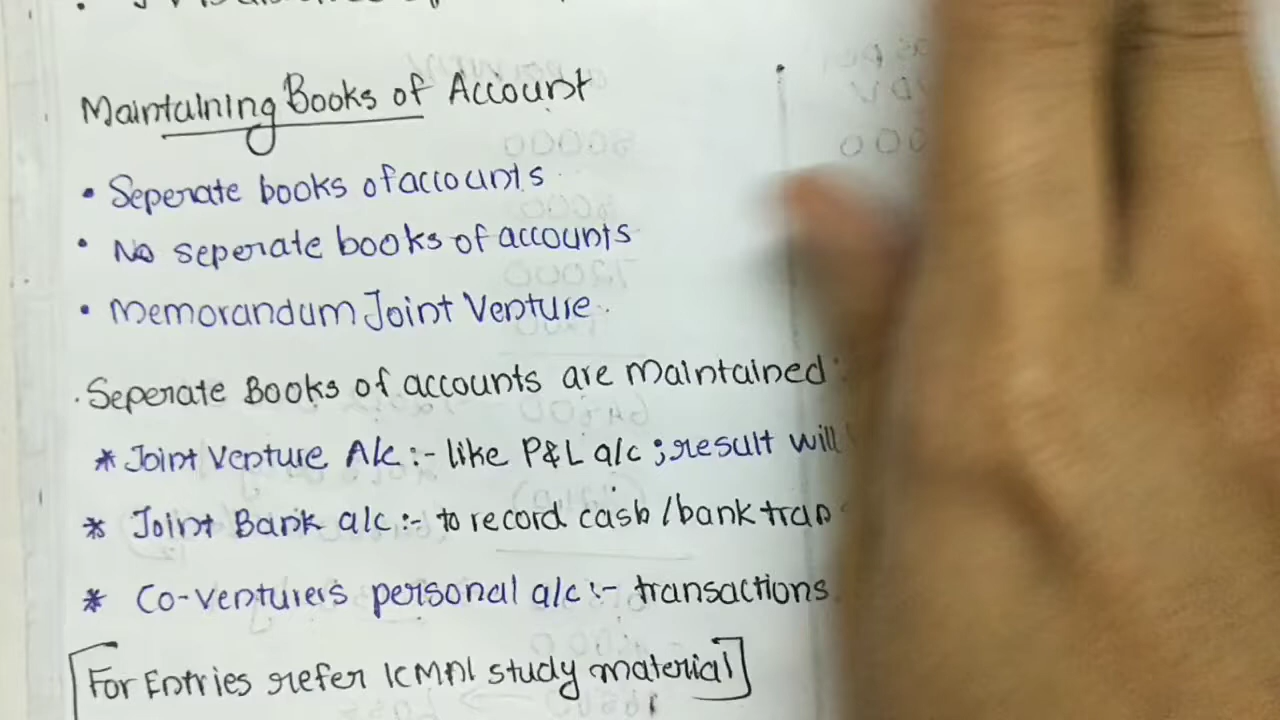 Maintaining Books of Account
• Seperate books of accounts
• No seperate books of accounts
• Memorandum Joint Venture.
• Seperate Books of accounts are maintained:
* Joint Venture A/c :- like P&L a/c ; result will
* Joint Bank a/c :- to record cash / bank tran
* Co-venturers personal a/c :- transactions
[For Entries refer ICMAI study material]